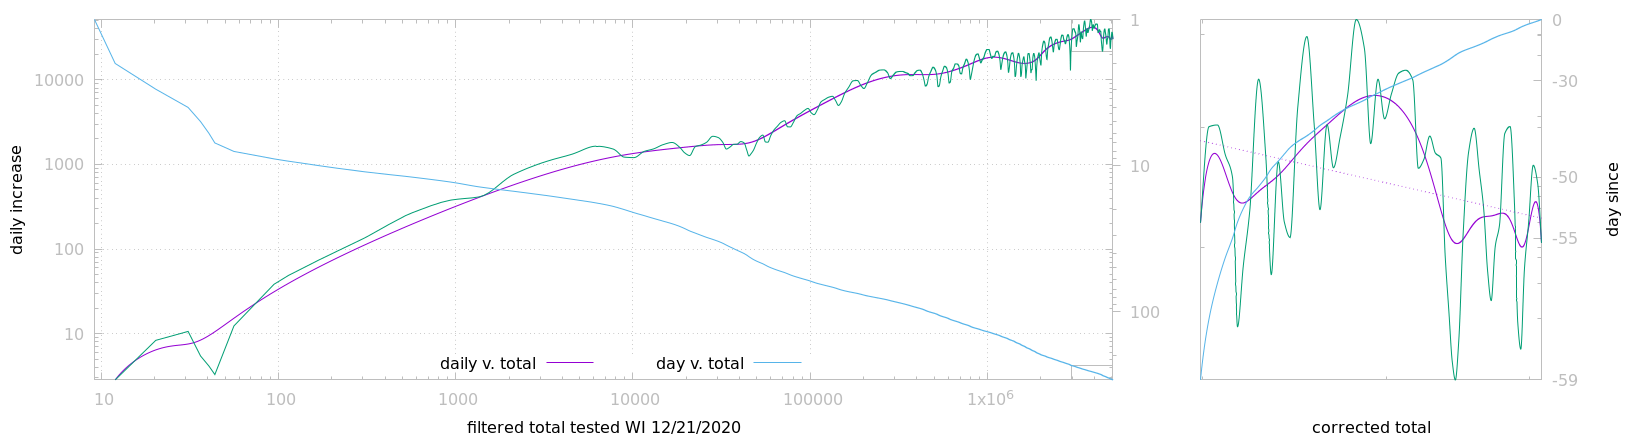 daily increase
10000
1000
100
10
10
100
1000
10000
100000
1x10^6
filtered total tested WI 12/21/2020
daily v. total
day v. total
1
10
100
0
-30
-50
-55
-59
day since
corrected total